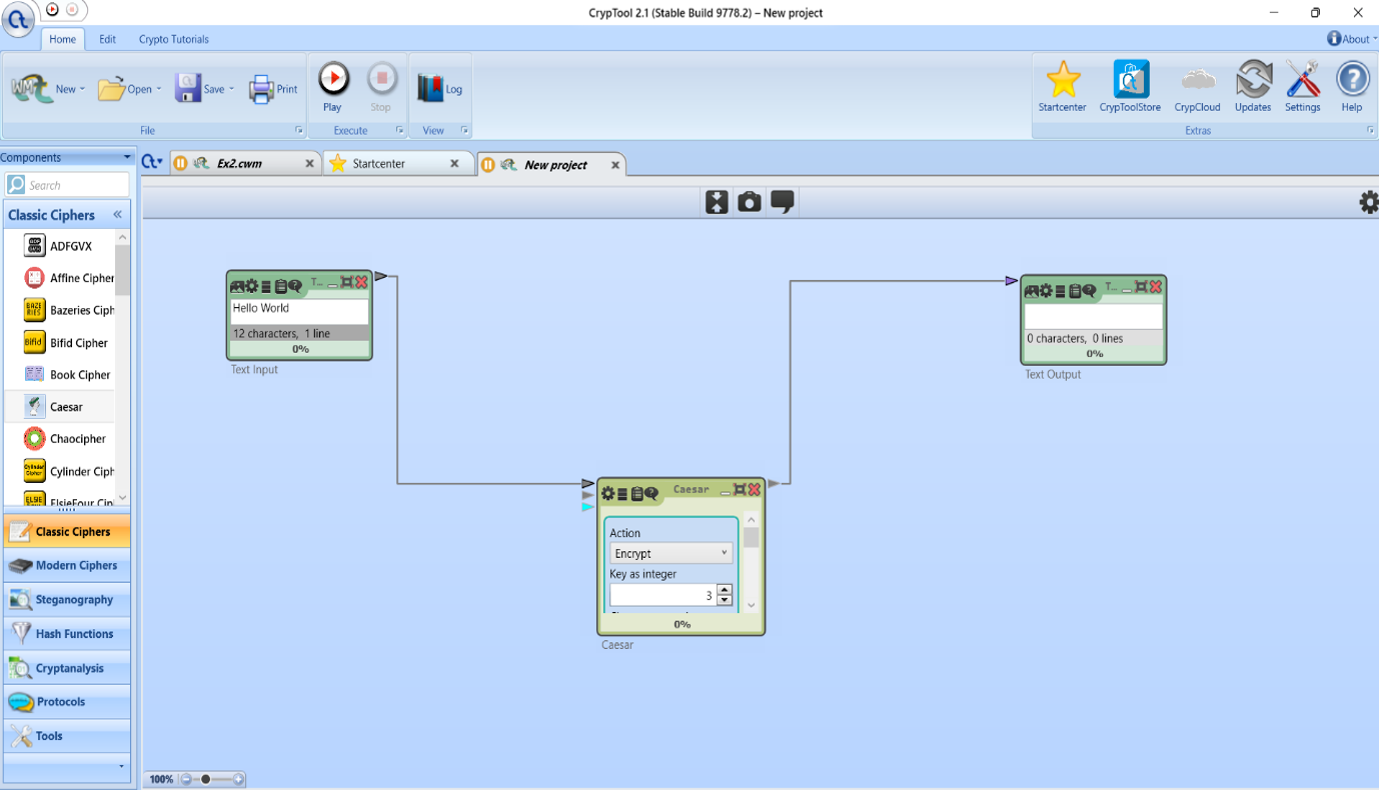 CrypTool 2.1 (Stable Build 9778.2) – New project
Home Edit Crypto Tutorials About
New Open Save Print
Play Stop
Log
Startcenter CrypToolStore CrypCloud Updates Settings Help
File Execute View Extras
Components
Ex2.cwm Startcenter New project
Search
Classic Ciphers
ADFGVX
Affine Cipher
Bazeries Ciph
Bifid Cipher
Book Cipher
Caesar
Chaocipher
Cylinder Ciph
ElsieFour Cip
Classic Ciphers
Modern Ciphers
Steganography
Hash Functions
Cryptanalysis
Protocols
Tools
T...
Hello World
12 characters, 1 line
0%
Text Input
T...
0 characters, 0 lines
0%
Text Output
Caesar
Action
Encrypt
Key as integer
3
0%
Caesar
100%